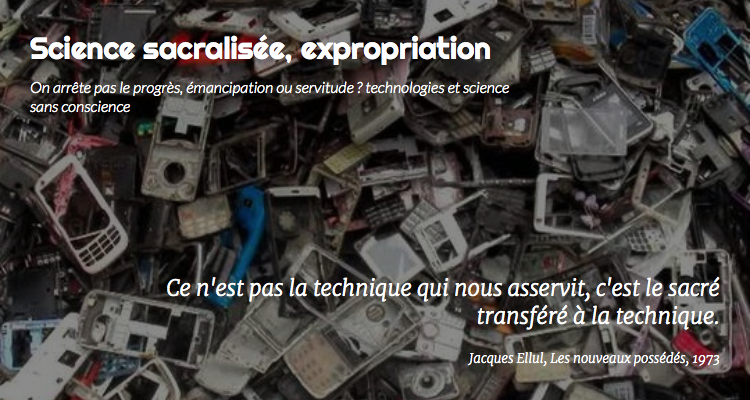 Science sacralisée, expropriation
On arrête pas le progrès, émancipation ou servitude ? technologies et science
sans conscience
Ce n'est pas la technique qui nous asservit, c'est le sacré
transféré à la technique.
Jacques Ellul, Les nouveaux possédés, 1973